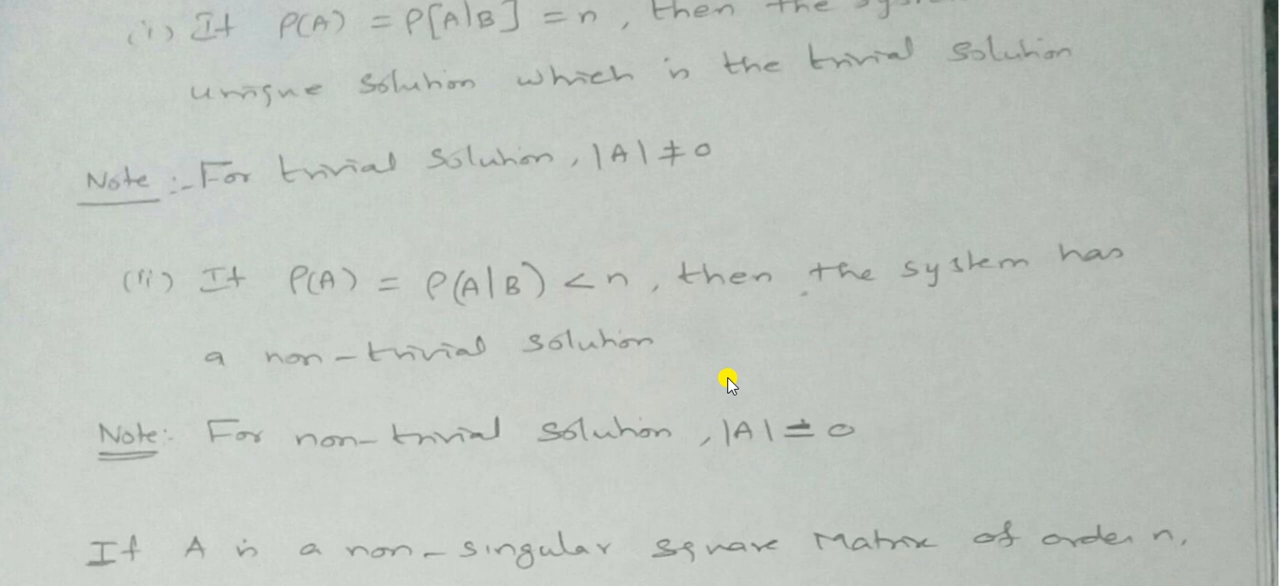 (i) If ρ(A) = ρ[A|B] = n, then the
unique solution which is the trivial solution
Note :- For trivial solution, |A| ≠ 0
(ii) If ρ(A) = ρ(A|B) < n, then the system has
a non-trivial solution
Note:- For non-trivial solution, |A| = 0
If A is a non-singular square matrix of order n,